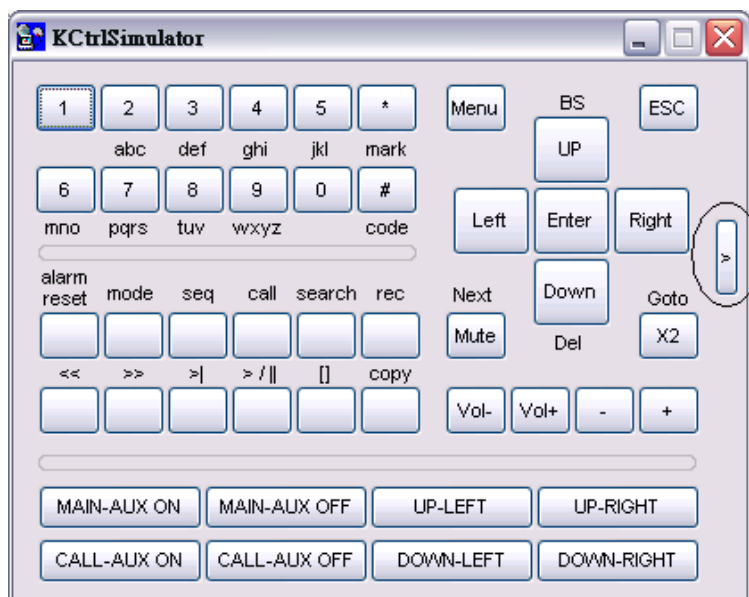 KCtrlSimulator
1 2 3 4 5 * Menu BS ESC
abc def ghi jkl mark UP
6 7 8 9 0 #
mno pqrs tuv wxyz code Left Enter Right >
alarm reset mode seq call search rec Next Down Goto
Mute Del X2
<< >> >| > / || [] copy
Vol- Vol+ - +
MAIN-AUX ON MAIN-AUX OFF UP-LEFT UP-RIGHT
CALL-AUX ON CALL-AUX OFF DOWN-LEFT DOWN-RIGHT